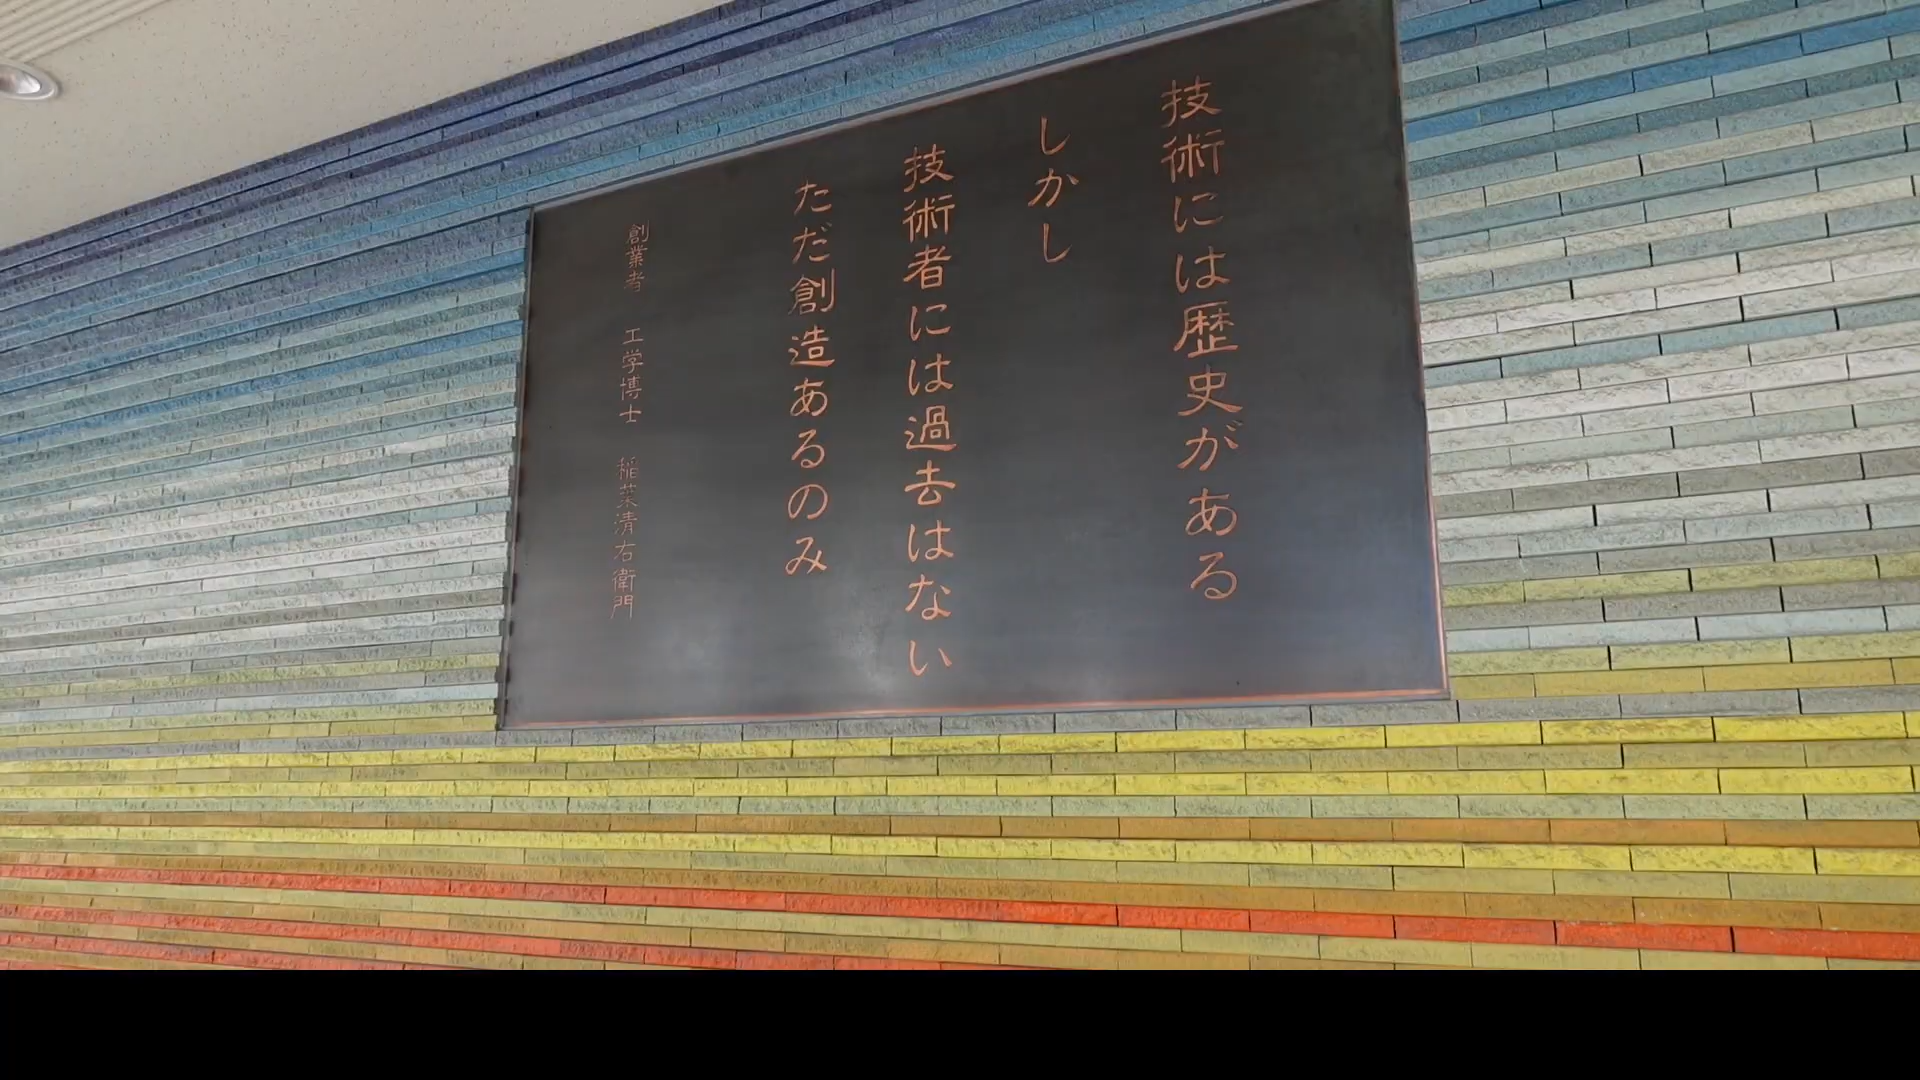 技術には歴史がある
しかし
技術者には過去はない
ただ創造あるのみ
創業者 工学博士 稲葉清右衛門